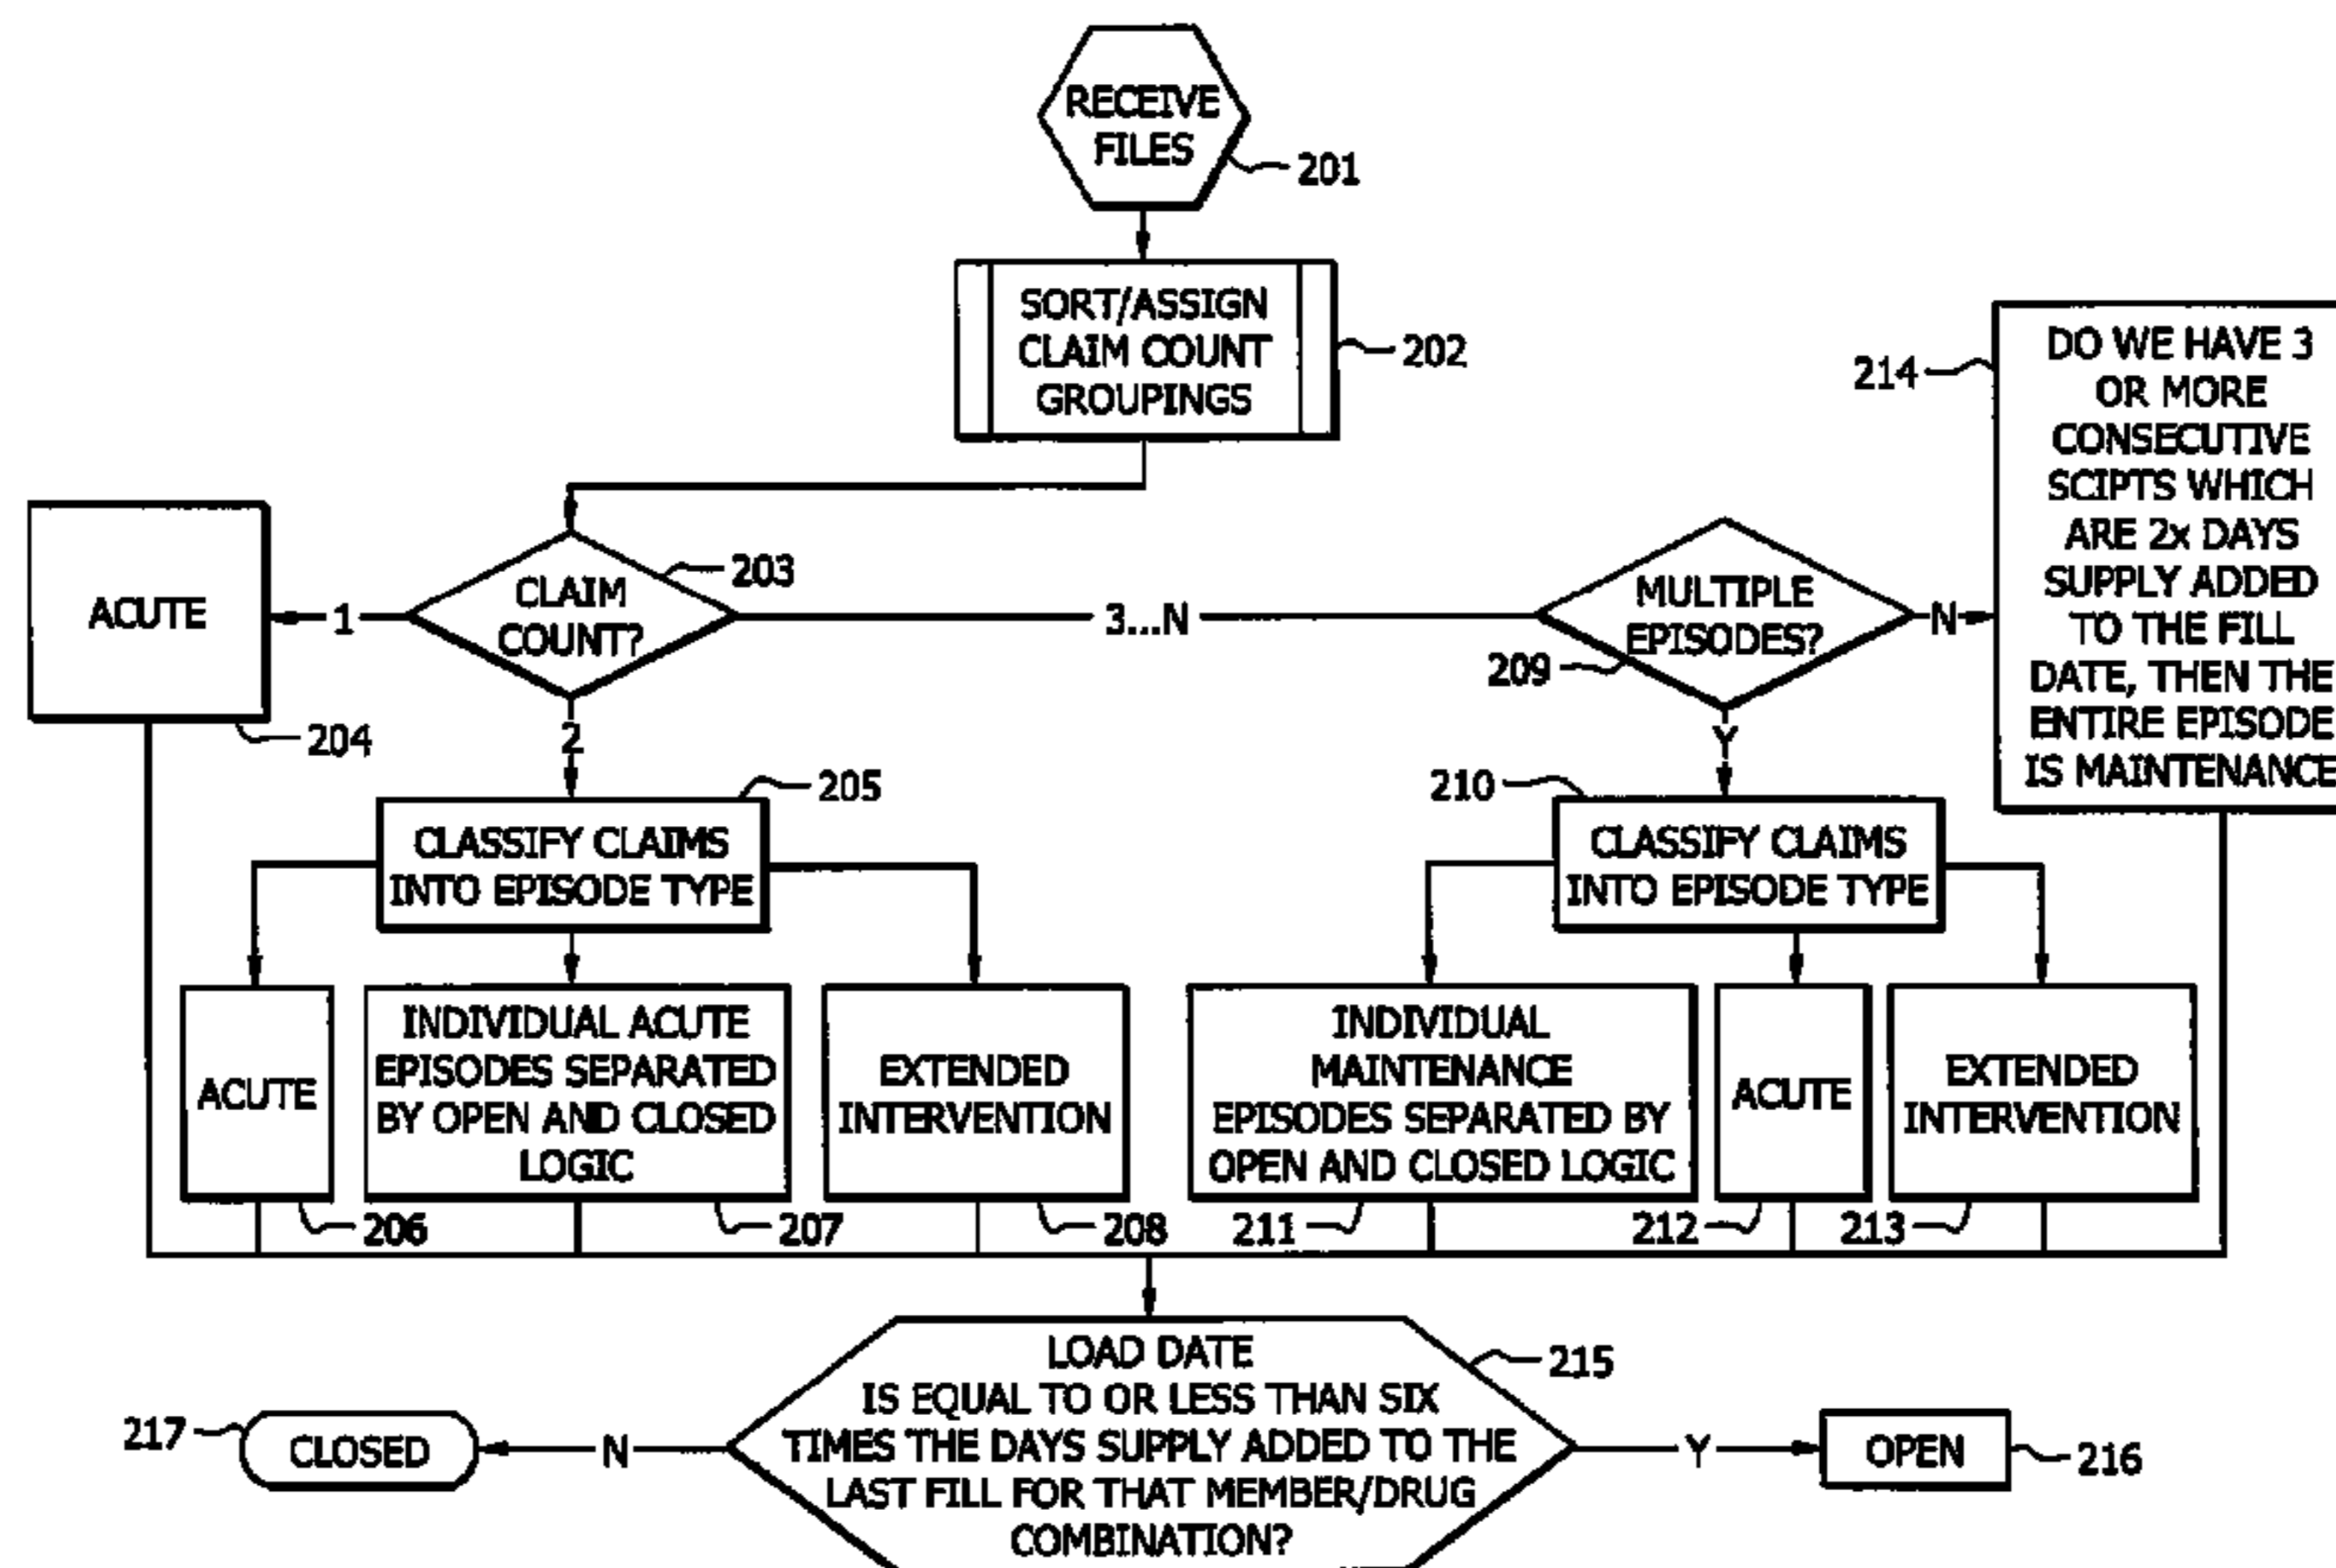 RECEIVE
FILES
201
SORT/ASSIGN
CLAIM COUNT
GROUPINGS
202
214
DO WE HAVE 3
OR MORE
CONSECUTIVE
SCIPTS WHICH
ARE 2x DAYS
SUPPLY ADDED
TO THE FILL
DATE, THEN THE
ENTIRE EPISODE
IS MAINTENANCE
ACUTE
204
1
CLAIM
COUNT?
203
3...N
MULTIPLE
EPISODES?
209
N
2
Y
205
CLASSIFY CLAIMS
INTO EPISODE TYPE
210
CLASSIFY CLAIMS
INTO EPISODE TYPE
ACUTE
206
INDIVIDUAL ACUTE
EPISODES SEPARATED
BY OPEN AND CLOSED
LOGIC
207
EXTENDED
INTERVENTION
208
INDIVIDUAL
MAINTENANCE
EPISODES SEPARATED BY
OPEN AND CLOSED LOGIC
211
ACUTE
212
EXTENDED
INTERVENTION
213
LOAD DATE
IS EQUAL TO OR LESS THAN SIX
TIMES THE DAYS SUPPLY ADDED TO THE
LAST FILL FOR THAT MEMBER/DRUG
COMBINATION?
215
217
CLOSED
N
Y
OPEN
216